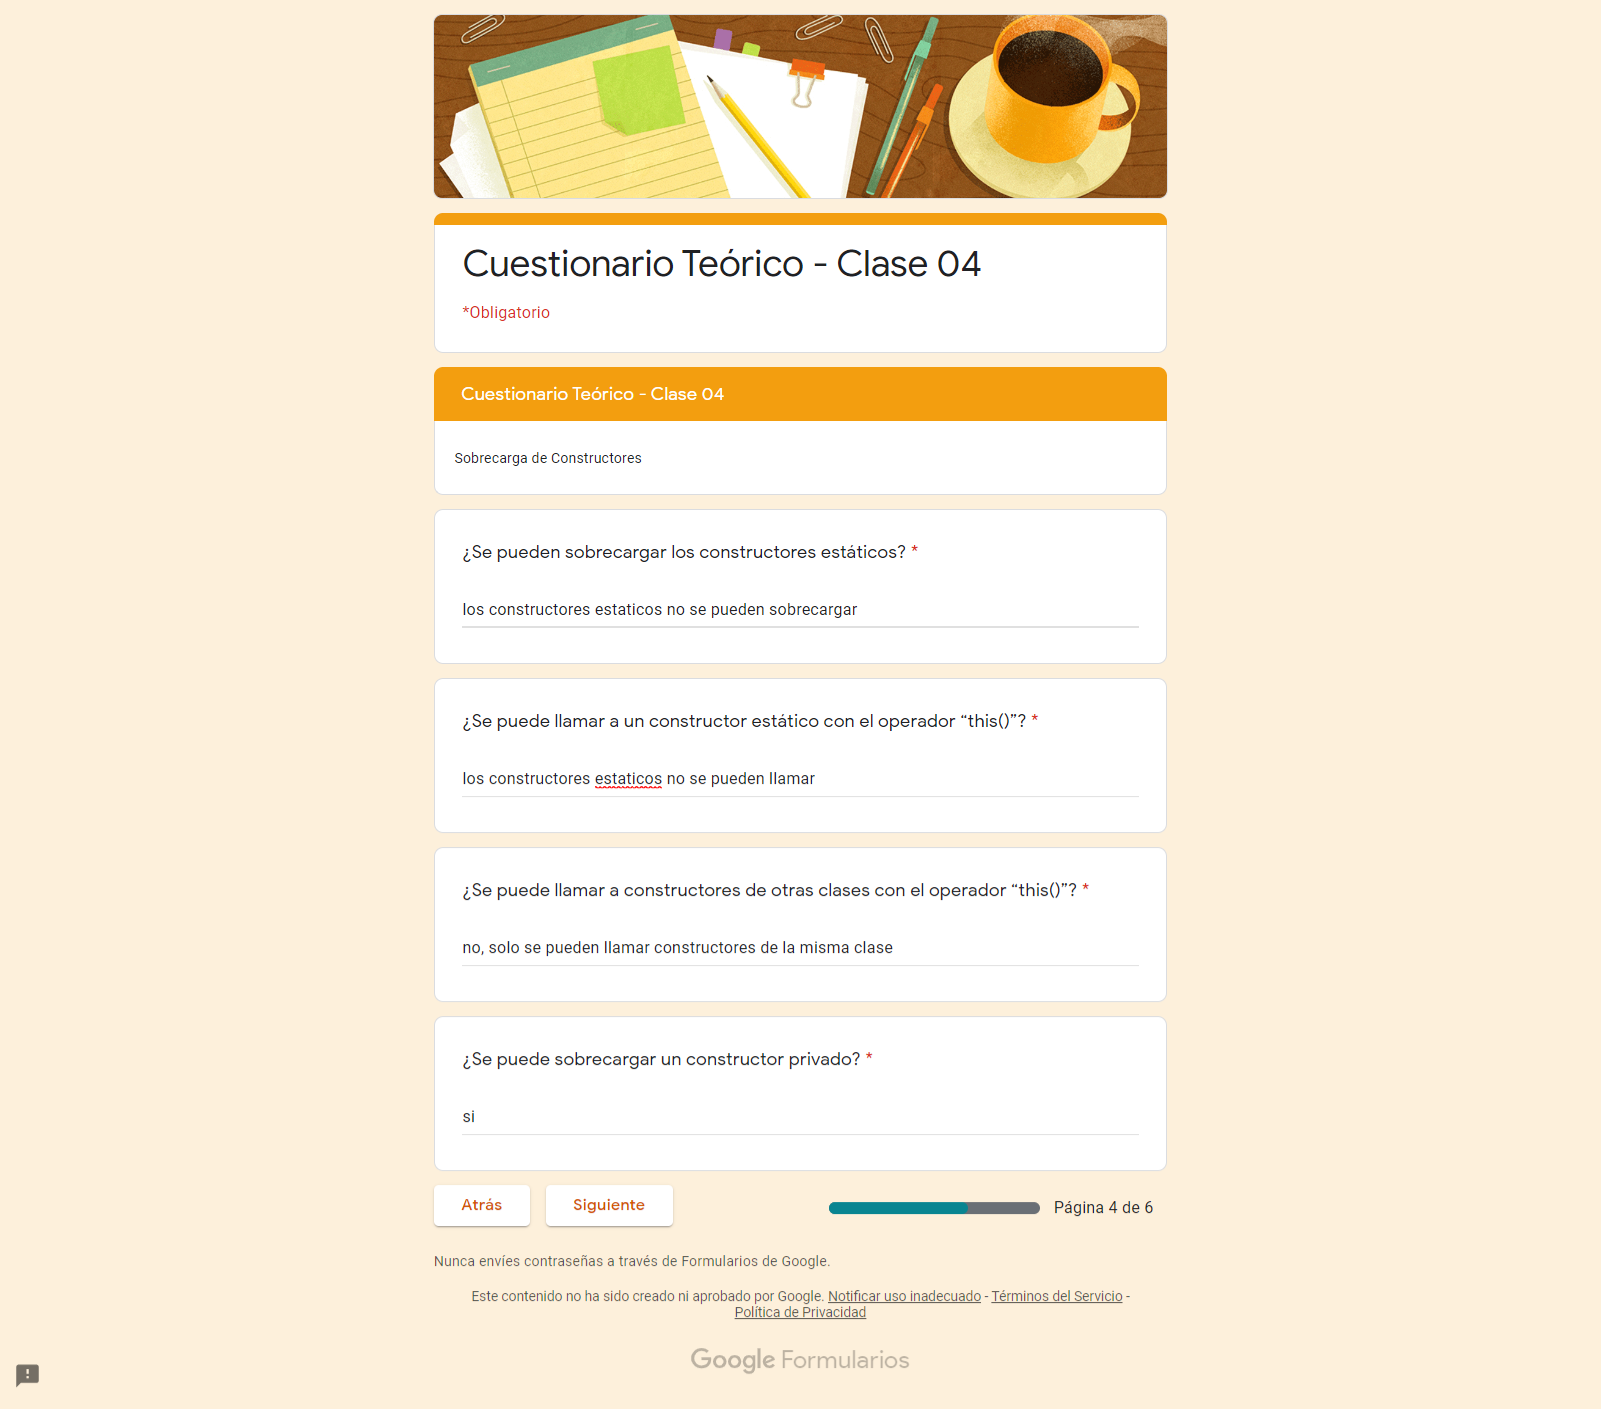 Cuestionario Teórico - Clase 04
*Obligatorio
Cuestionario Teórico - Clase 04
Sobrecarga de Constructores
¿Se pueden sobrecargar los constructores estáticos? *
los constructores estaticos no se pueden sobrecargar
¿Se puede llamar a un constructor estático con el operador “this()”? *
los constructores estaticos no se pueden llamar
¿Se puede llamar a constructores de otras clases con el operador “this()”? *
no, solo se pueden llamar constructores de la misma clase
¿Se puede sobrecargar un constructor privado? *
si
Atrás Siguiente Página 4 de 6
Nunca envíes contraseñas a través de Formularios de Google.
Este contenido no ha sido creado ni aprobado por Google. Notificar uso inadecuado - Términos del Servicio -
Política de Privacidad
Google Formularios